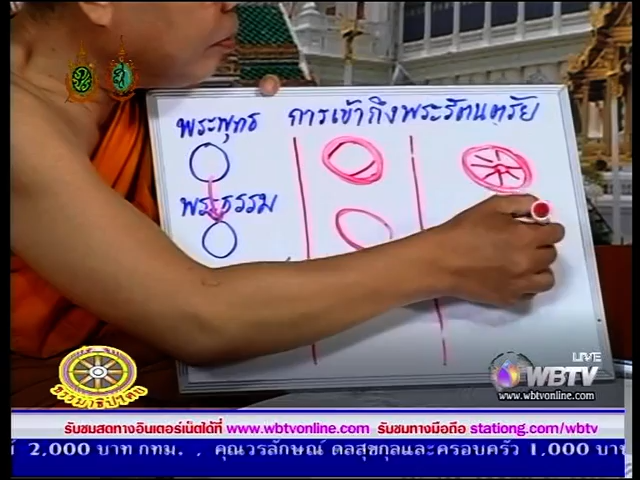 การเข้าถึงพระรัตนตรัย
พระพุทธ
พระธรรม
ธรรมาธิปไตย
LIVE
WBTV
www.wbtvonline.com
รับชมสดทางอินเตอร์เน็ตได้ที่ www.wbtvonline.com รับชมทางมือถือ stationg.com/wbtv
2,000 บาท กทม. , คุณวรลักษณ์ ดลสุขกุลและครอบครัว 1,000 บาท